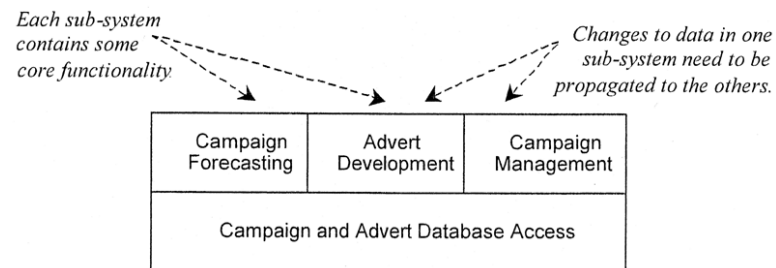 Each sub-system
contains some
core functionality.
Changes to data in one
sub-system need to be
propagated to the others.
Campaign
Forecasting
Advert
Development
Campaign
Management
Campaign and Advert Database Access